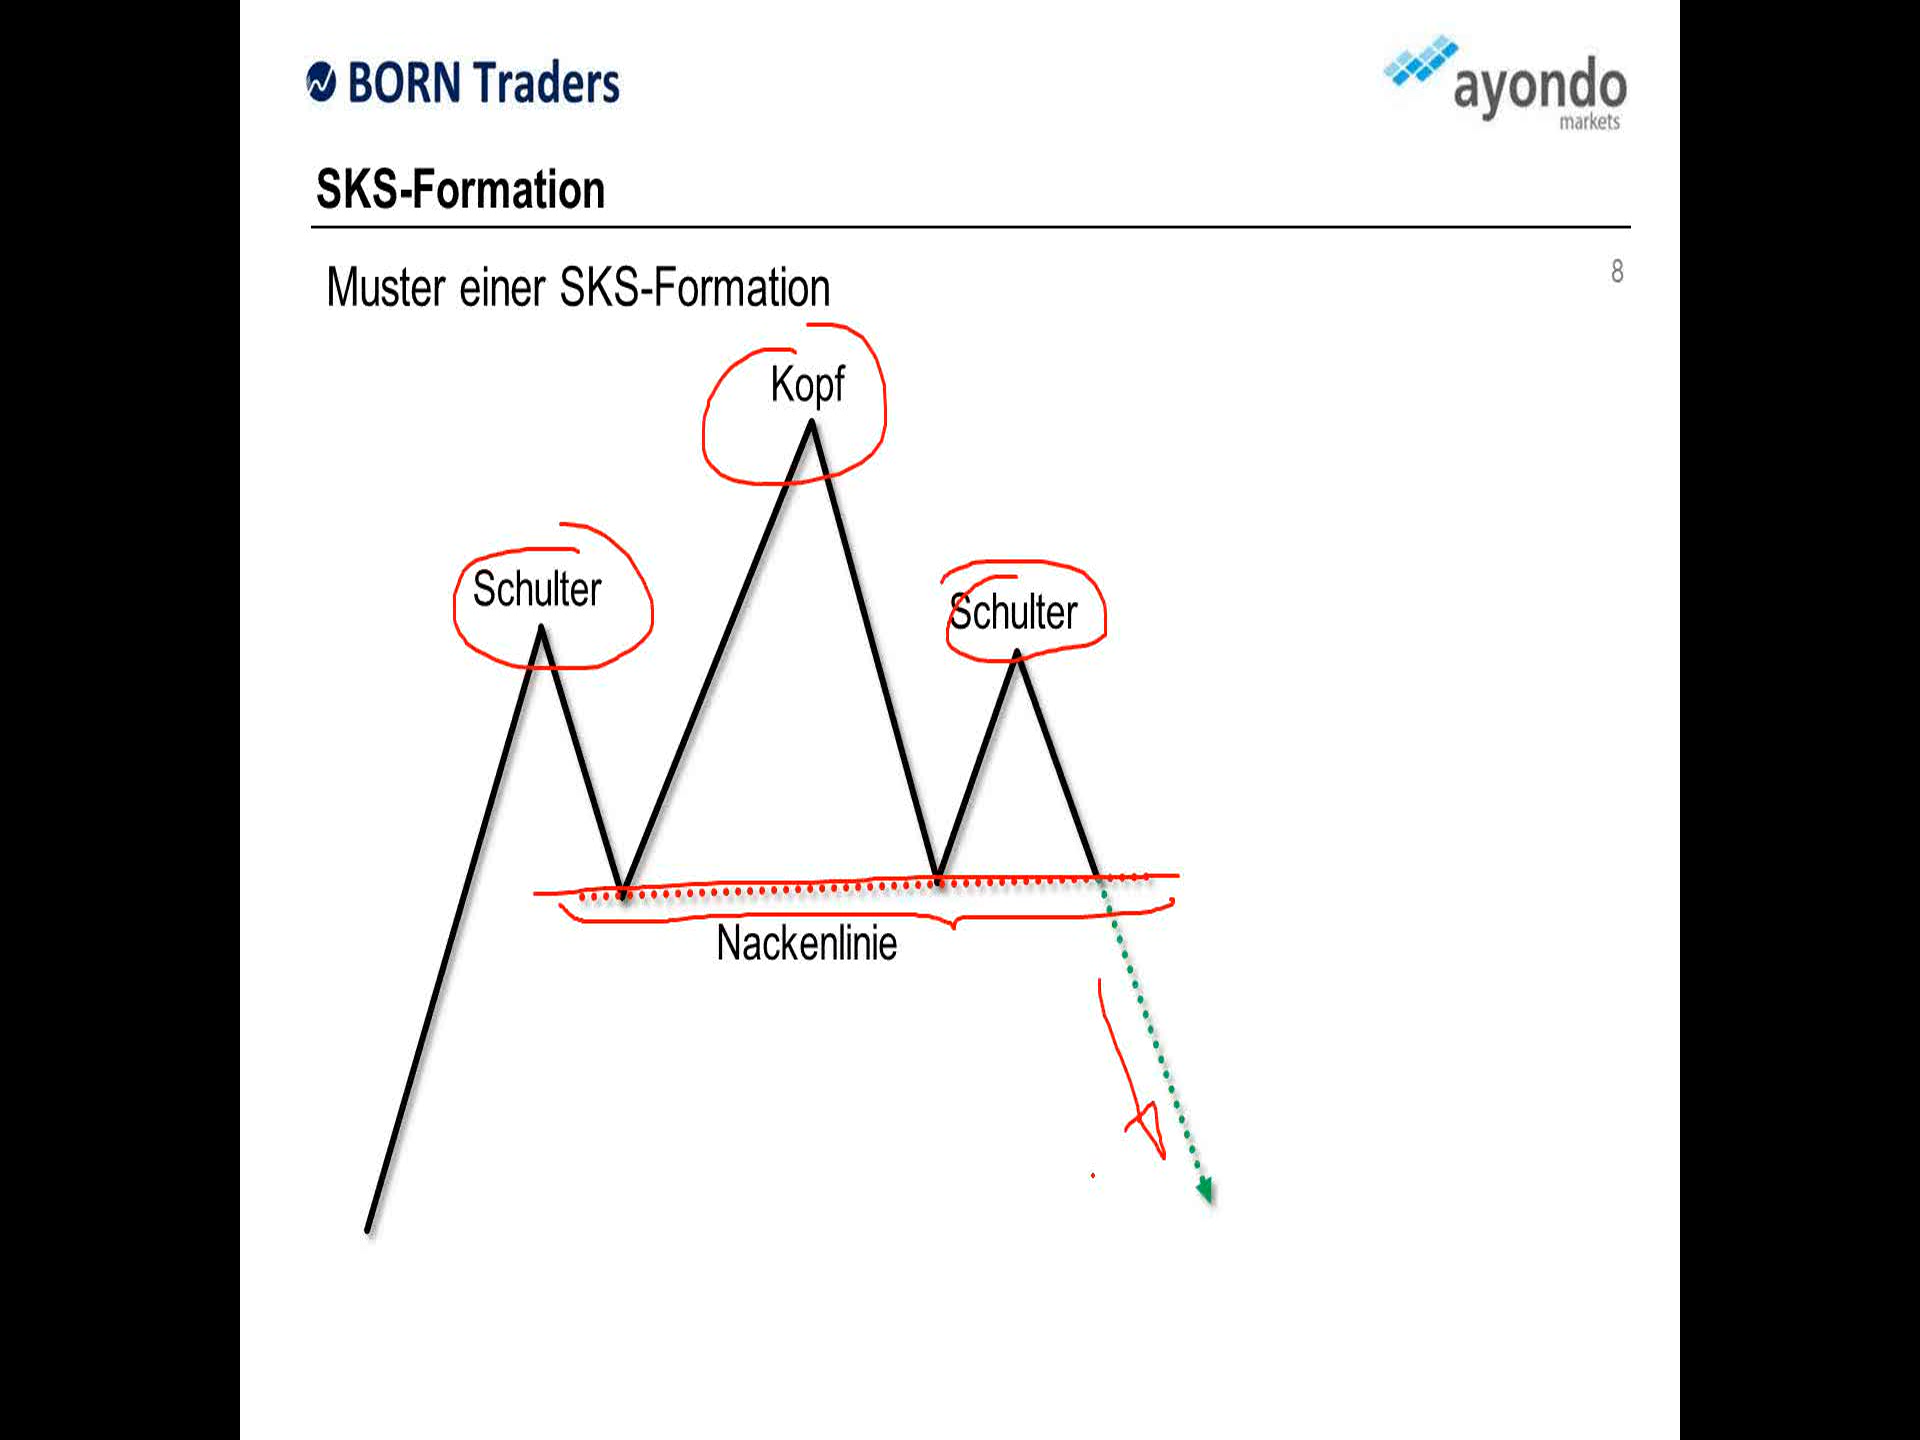 BORN Traders
ayondo
markets
SKS-Formation
Muster einer SKS-Formation
8
Kopf
Schulter
Schulter
Nackenlinie